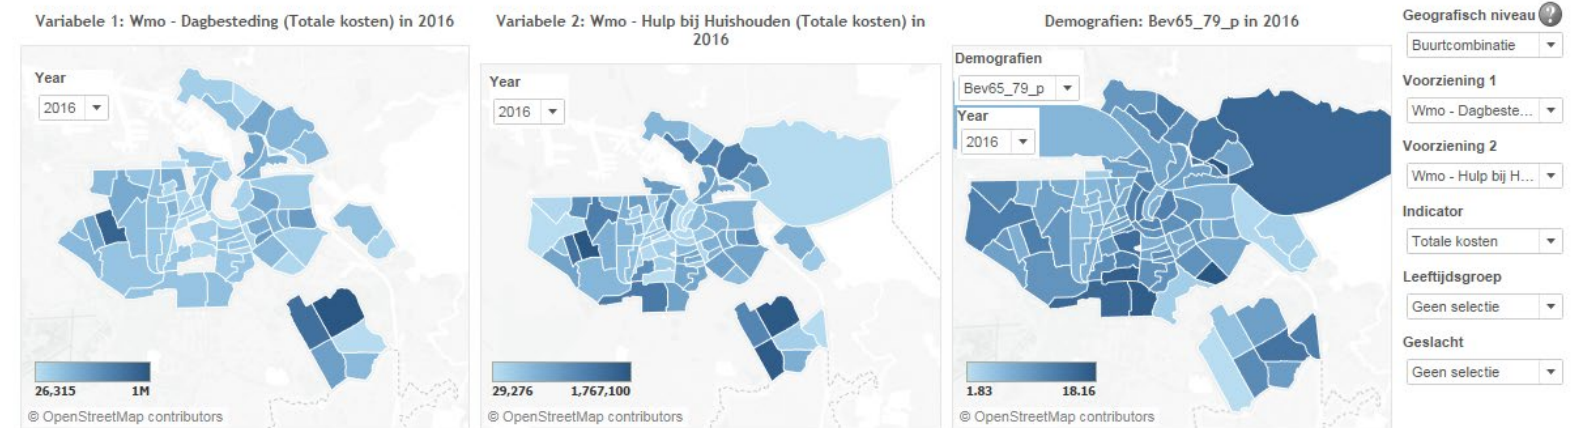 Variabele 1: Wmo - Dagbesteding (Totale kosten) in 2016
Year
2016
26,315 1M
© OpenStreetMap contributors
Variabele 2: Wmo - Hulp bij Huishouden (Totale kosten) in
2016
Year
2016
29,276 1,767,100
© OpenStreetMap contributors
Demografien: Bev65_79_p in 2016
Demografien
Bev65_79_p
Year
2016
1.83 18.16
© OpenStreetMap contributors
Geografisch niveau ?
Buurtcombinatie
Voorziening 1
Wmo - Dagbeste...
Voorziening 2
Wmo - Hulp bij H...
Indicator
Totale kosten
Leeftijdsgroep
Geen selectie
Geslacht
Geen selectie